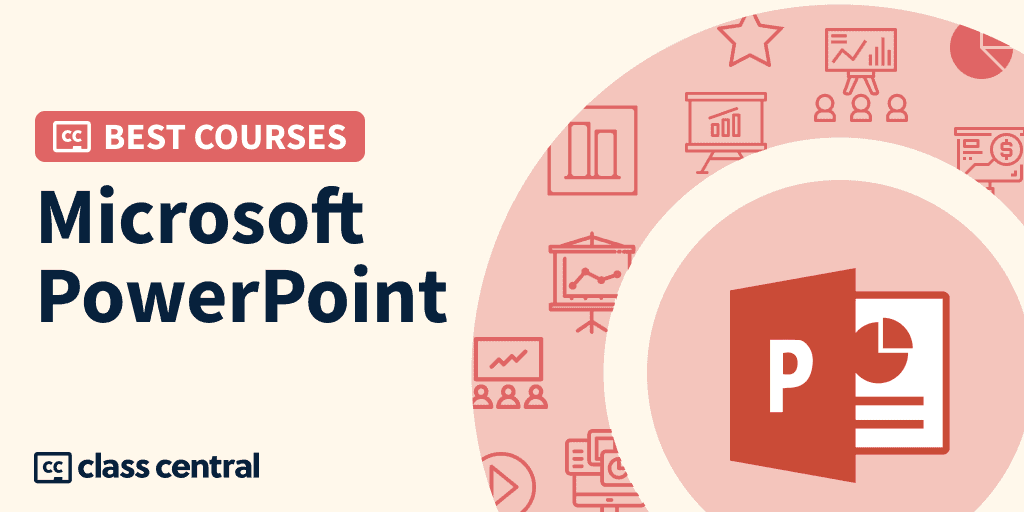 cc BEST COURSES
Microsoft
PowerPoint
cc class central
P
$